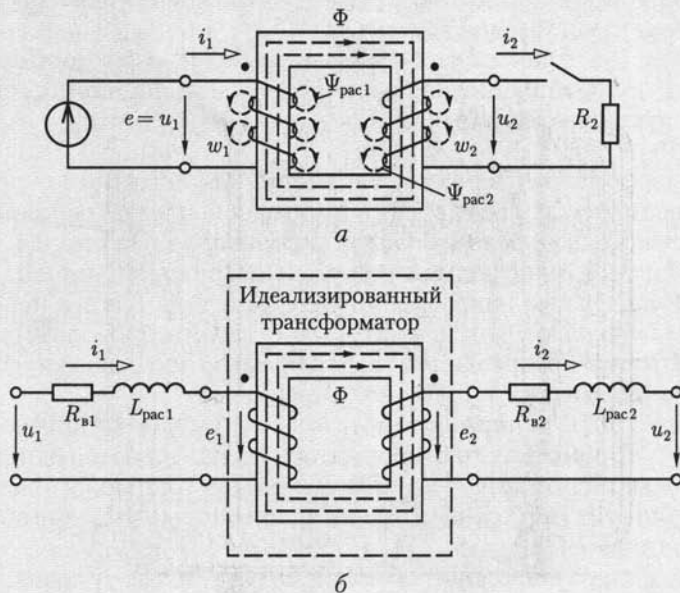 Φ
i₁
i₂
Ψрас1
e = u₁
w₁
w₂
u₂
R₂
Ψрас2
а
Идеализированный
трансформатор
i₁
i₂
Φ
Rв1
Lрас1
Rв2
Lрас2
u₁
e₁
e₂
u₂
б